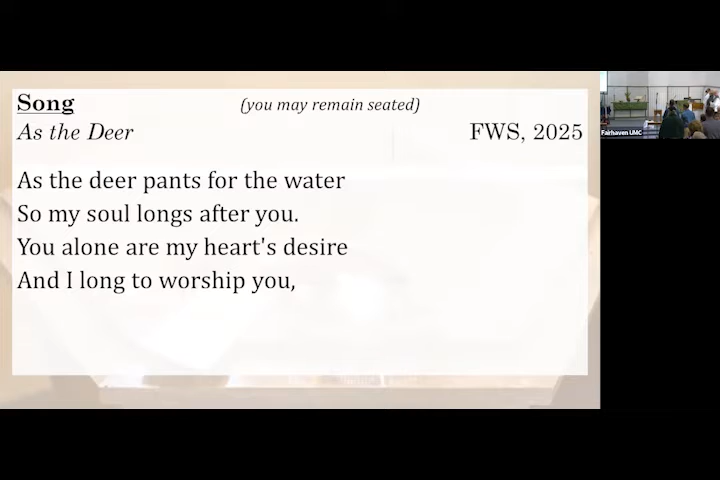 Song (you may remain seated)
As the Deer FWS, 2025
As the deer pants for the water
So my soul longs after you.
You alone are my heart's desire
And I long to worship you,
Fairhaven UMC